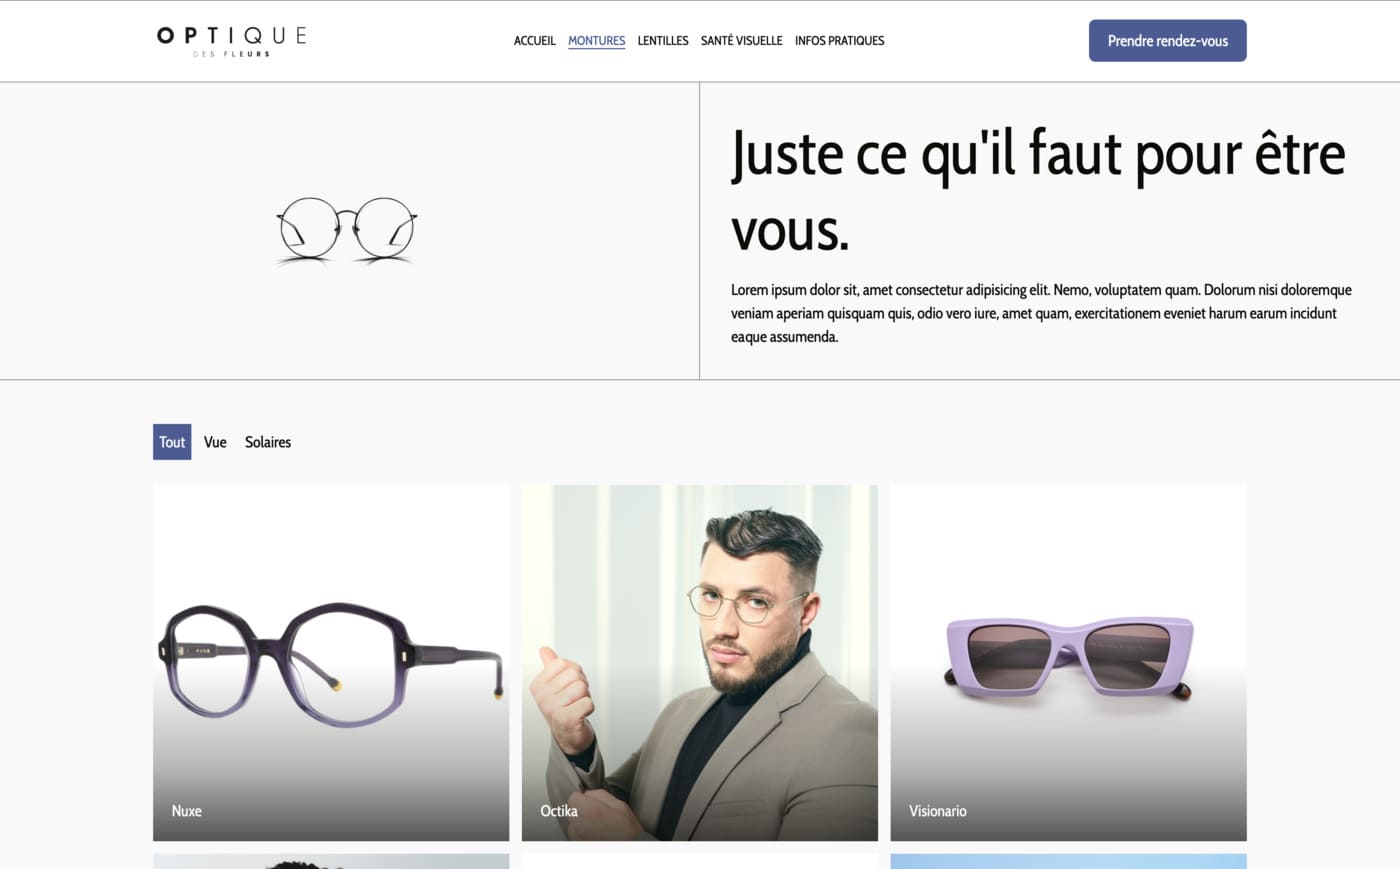 OPTIQUE
DES FLEURS
ACCUEIL MONTURES LENTILLES SANTÉ VISUELLE INFOS PRATIQUES
Prendre rendez-vous
Juste ce qu'il faut pour être
vous.
Lorem ipsum dolor sit, amet consectetur adipisicing elit. Nemo, voluptatem quam. Dolorum nisi doloremque
veniam aperiam quisquam quis, odio vero iure, amet quam, exercitationem eveniet harum earum incidunt
eaque assumenda.
Tout Vue Solaires
Nuxe
Octika
Visionario